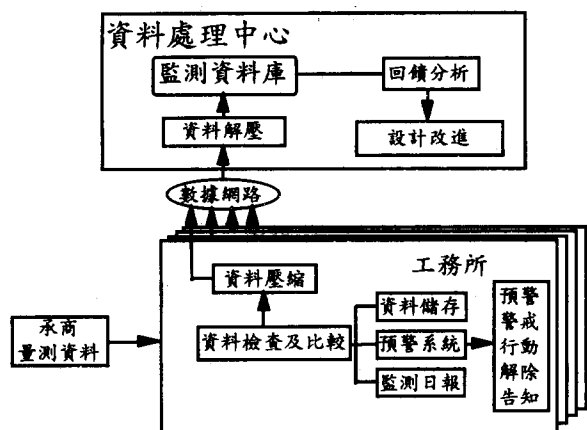 資料處理中心
監測資料庫
回饋分析
資料解壓
設計改進
數據網路
工務所
資料壓縮
承商
量測資料
資料檢查及比較
資料儲存
預警系統
監測日報
預警
警戒
行動
解除
告知